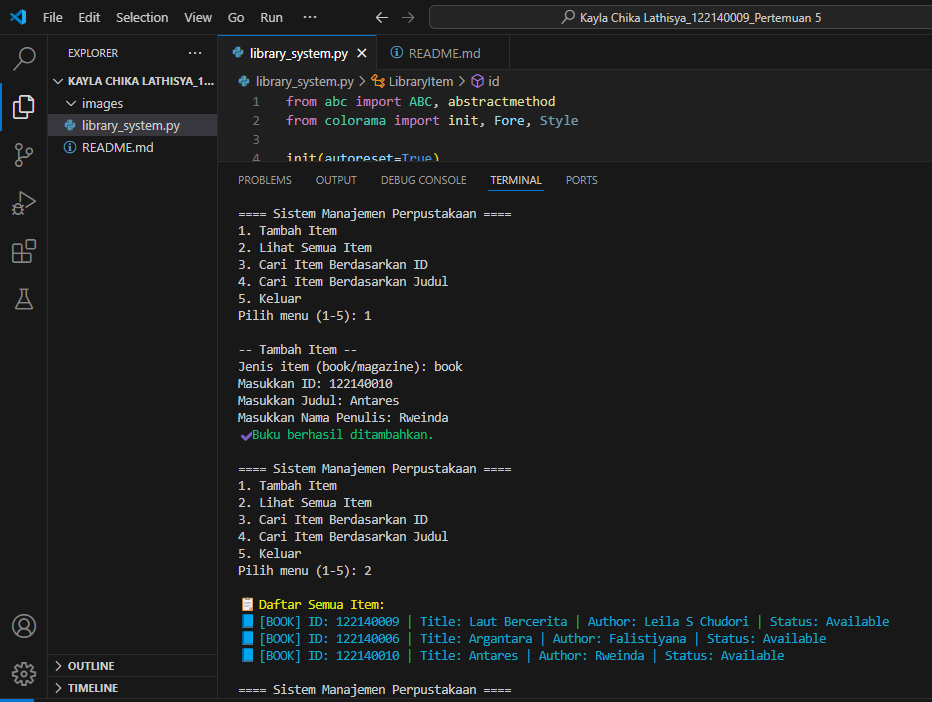 File Edit Selection View Go Run ··· Kayla Chika Lathisya_122140009_Pertemuan 5
EXPLORER ···
KAYLA CHIKA LATHISYA_1...
images
library_system.py
README.md
OUTLINE
TIMELINE
library_system.py README.md
library_system.py > LibraryItem > id
1 from abc import ABC, abstractmethod
2 from colorama import init, Fore, Style
3
4 init(autoreset=True)
PROBLEMS OUTPUT DEBUG CONSOLE TERMINAL PORTS
==== Sistem Manajemen Perpustakaan ====
1. Tambah Item
2. Lihat Semua Item
3. Cari Item Berdasarkan ID
4. Cari Item Berdasarkan Judul
5. Keluar
Pilih menu (1-5): 1
-- Tambah Item --
Jenis item (book/magazine): book
Masukkan ID: 122140010
Masukkan Judul: Antares
Masukkan Nama Penulis: Rweinda
✔Buku berhasil ditambahkan.
==== Sistem Manajemen Perpustakaan ====
1. Tambah Item
2. Lihat Semua Item
3. Cari Item Berdasarkan ID
4. Cari Item Berdasarkan Judul
5. Keluar
Pilih menu (1-5): 2
📋 Daftar Semua Item:
📘 [BOOK] ID: 122140009 | Title: Laut Bercerita | Author: Leila S Chudori | Status: Available
📘 [BOOK] ID: 122140006 | Title: Argantara | Author: Falistiyana | Status: Available
📘 [BOOK] ID: 122140010 | Title: Antares | Author: Rweinda | Status: Available
==== Sistem Manajemen Perpustakaan ====